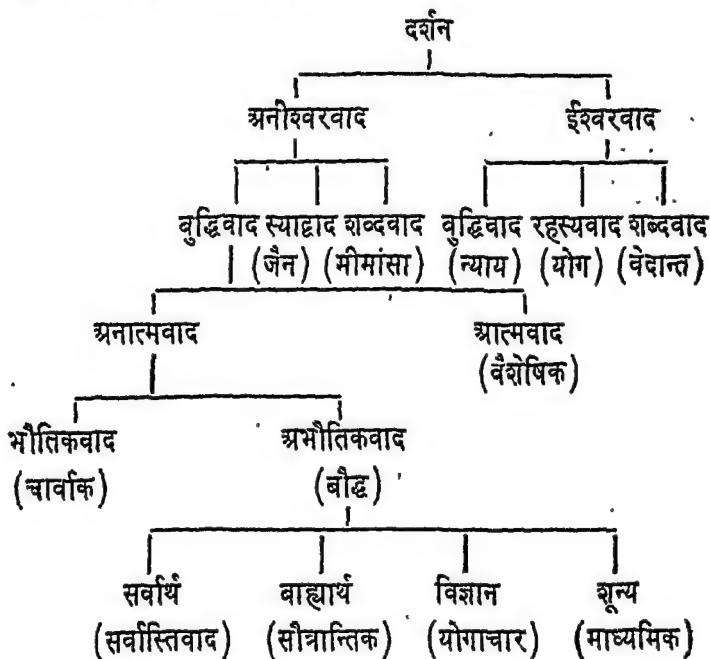 दर्शन
अनीश्वरवाद ईश्वरवाद
वुद्धिवाद स्याद्वाद शब्दवाद वुद्धिवाद रहस्यवाद शब्दवाद
(जैन) (मीमांसा) (न्याय) (योग) (वेदान्त)
अनात्मवाद आत्मवाद
(वैशेषिक)
भौतिकवाद अभौतिकवाद
(चार्वाक) (बौद्ध)
सर्वार्थ बाह्यार्थ विज्ञान शून्य
(सर्वास्तिवाद) (सौत्रान्तिक) (योगाचार) (माध्यमिक)